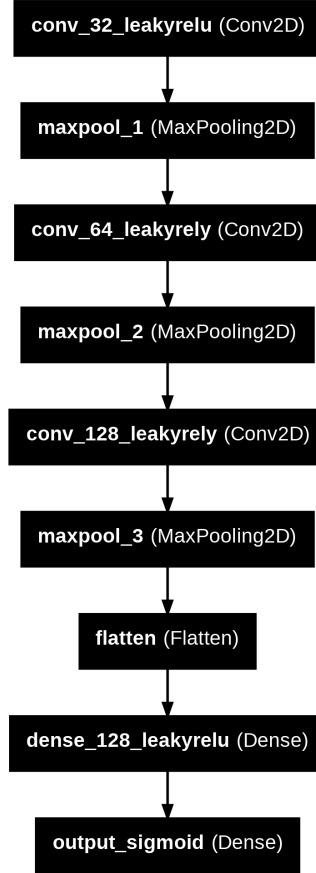 conv_32_leakyrelu (Conv2D)
maxpool_1 (MaxPooling2D)
conv_64_leakyrely (Conv2D)
maxpool_2 (MaxPooling2D)
conv_128_leakyrely (Conv2D)
maxpool_3 (MaxPooling2D)
flatten (Flatten)
dense_128_leakyrelu (Dense)
output_sigmoid (Dense)